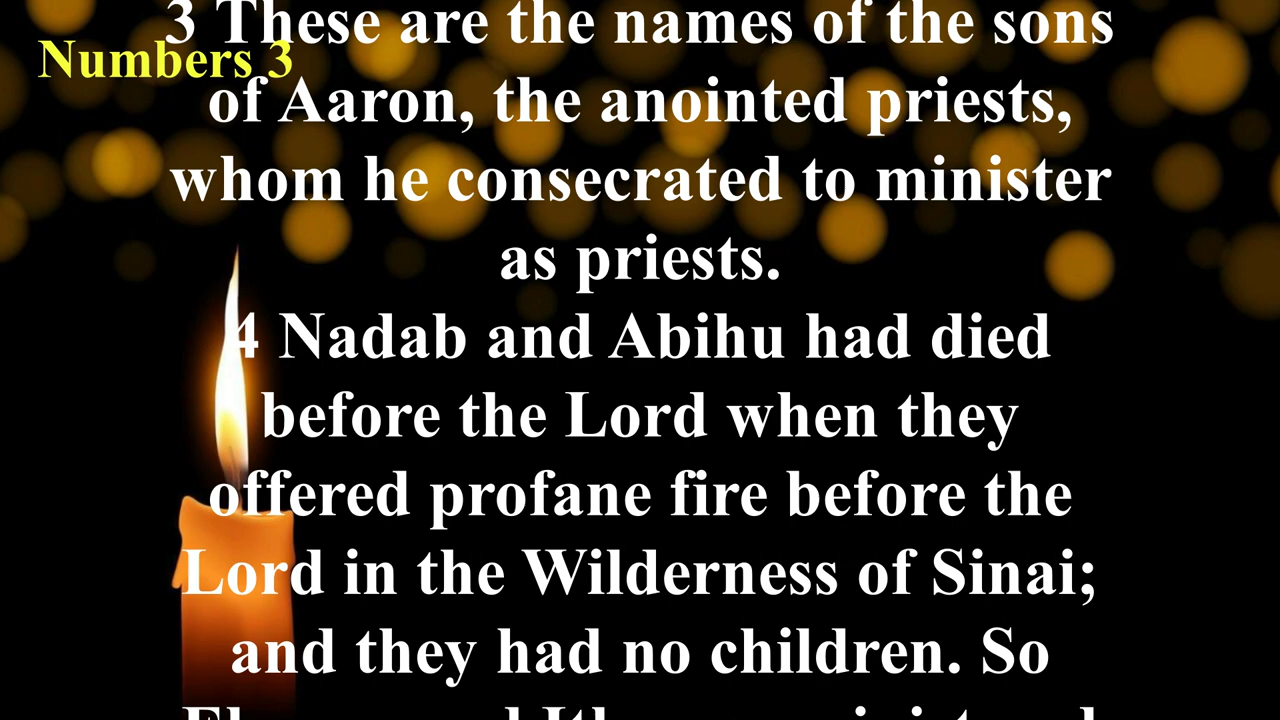 3 These are the names of the sons
Numbers 3
of Aaron, the anointed priests,
whom he consecrated to minister
as priests.
4 Nadab and Abihu had died
before the Lord when they
offered profane fire before the
Lord in the Wilderness of Sinai;
and they had no children. So